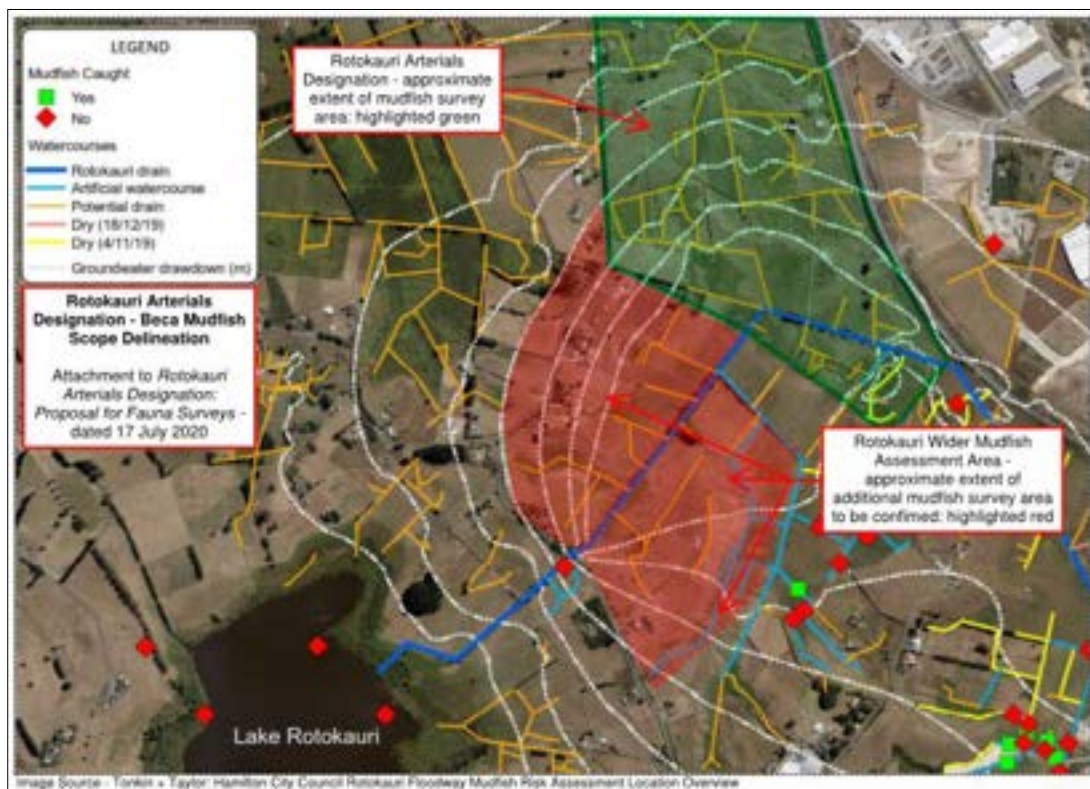 LEGEND
Mudfish Caught
Yes
No
Watercourses
Rotokauri drain
Artificial watercourse
Potential drain
Dry (18/12/19)
Dry (4/11/19)
Groundwater drawdown (m)
Rotokauri Arterials
Designation - Beca Mudfish
Scope Delineation
Attachment to Rotokauri
Arterials Designation:
Proposal for Fauna Surveys -
dated 17 July 2020
Rotokauri Arterials
Designation - approximate
extent of mudfish survey
area: highlighted green
Rotokauri Wider Mudfish
Assessment Area -
approximate extent of
additional mudfish survey area
to be confimed: highlighted red
Lake Rotokauri
Image Source - Tonkin + Taylor: Hamilton City Council Rotokauri Floodway Mudfish Risk Assessment Location Overview